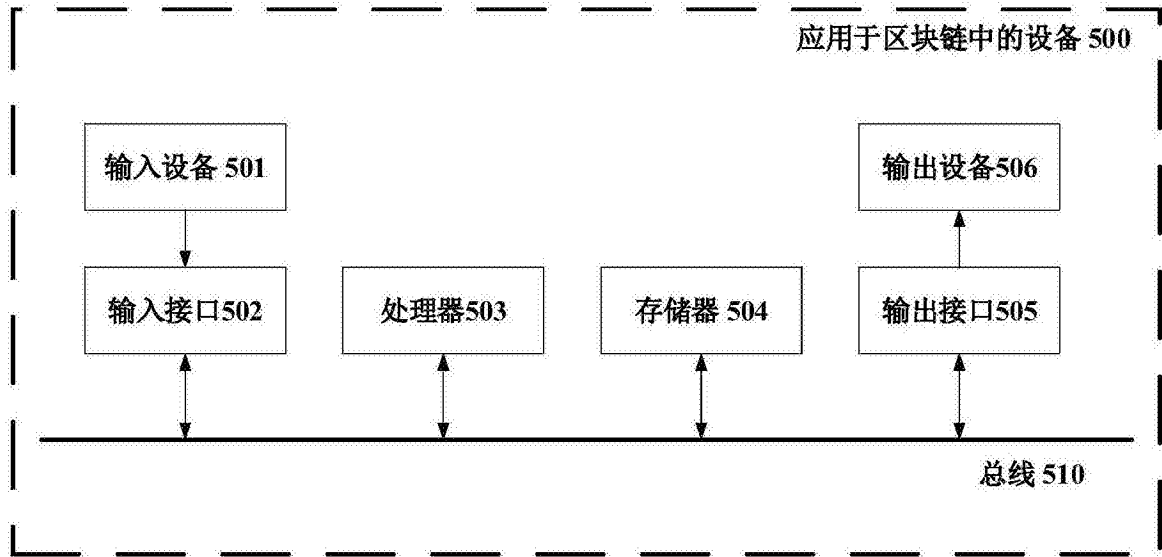 应用于区块链中的设备 500
输入设备 501
输出设备506
输入接口502
处理器503
存储器 504
输出接口505
总线 510